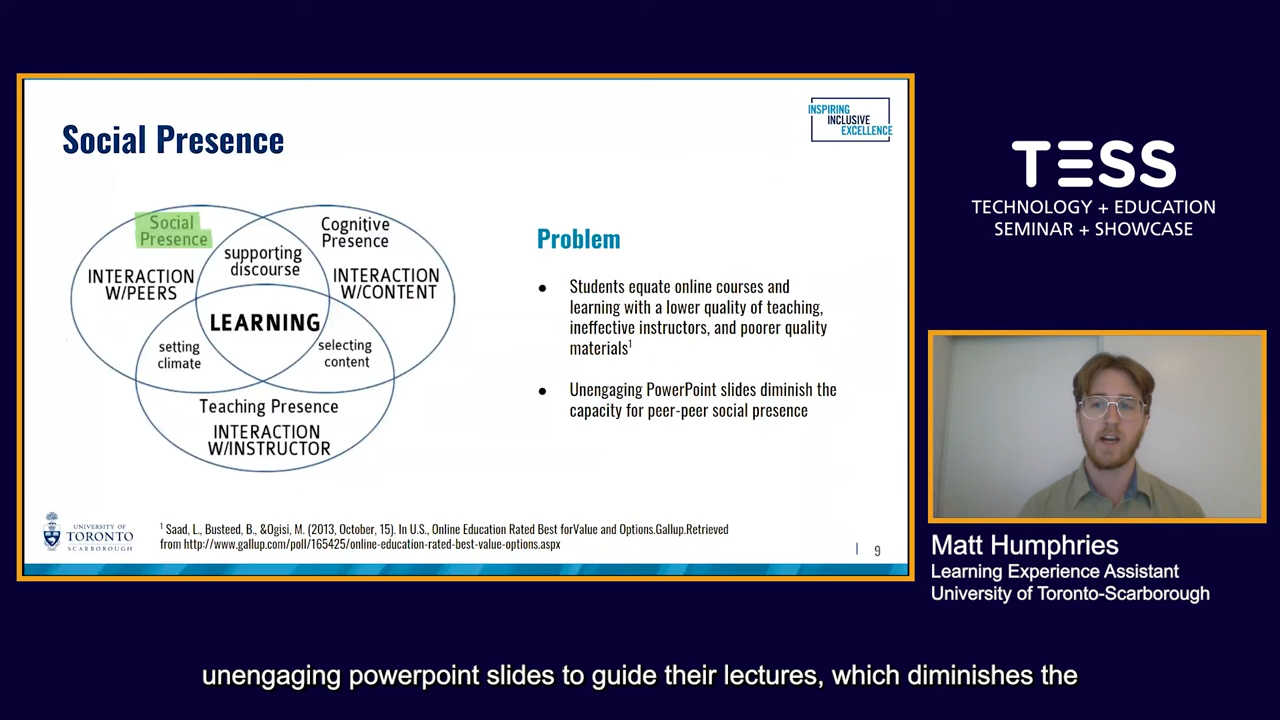 Social Presence
INSPIRING
INCLUSIVE
EXCELLENCE
Social
Presence
Cognitive
Presence
supporting
discourse
INTERACTION
W/PEERS
INTERACTION
W/CONTENT
LEARNING
setting
climate
selecting
content
Teaching Presence
INTERACTION
W/INSTRUCTOR
Problem
● Students equate online courses and
learning with a lower quality of teaching,
ineffective instructors, and poorer quality
materials¹
● Unengaging PowerPoint slides diminish the
capacity for peer-peer social presence
UNIVERSITY OF
TORONTO
SCARBOROUGH
¹ Saad, L., Busteed, B., &Ogisi, M. (2013, October, 15). In U.S., Online Education Rated Best forValue and Options.Gallup.Retrieved
from http://www.gallup.com/poll/165425/online-education-rated-best-value-options.aspx
| 9
TESS
TECHNOLOGY + EDUCATION
SEMINAR + SHOWCASE
Matt Humphries
Learning Experience Assistant
University of Toronto-Scarborough
unengaging powerpoint slides to guide their lectures, which diminishes the